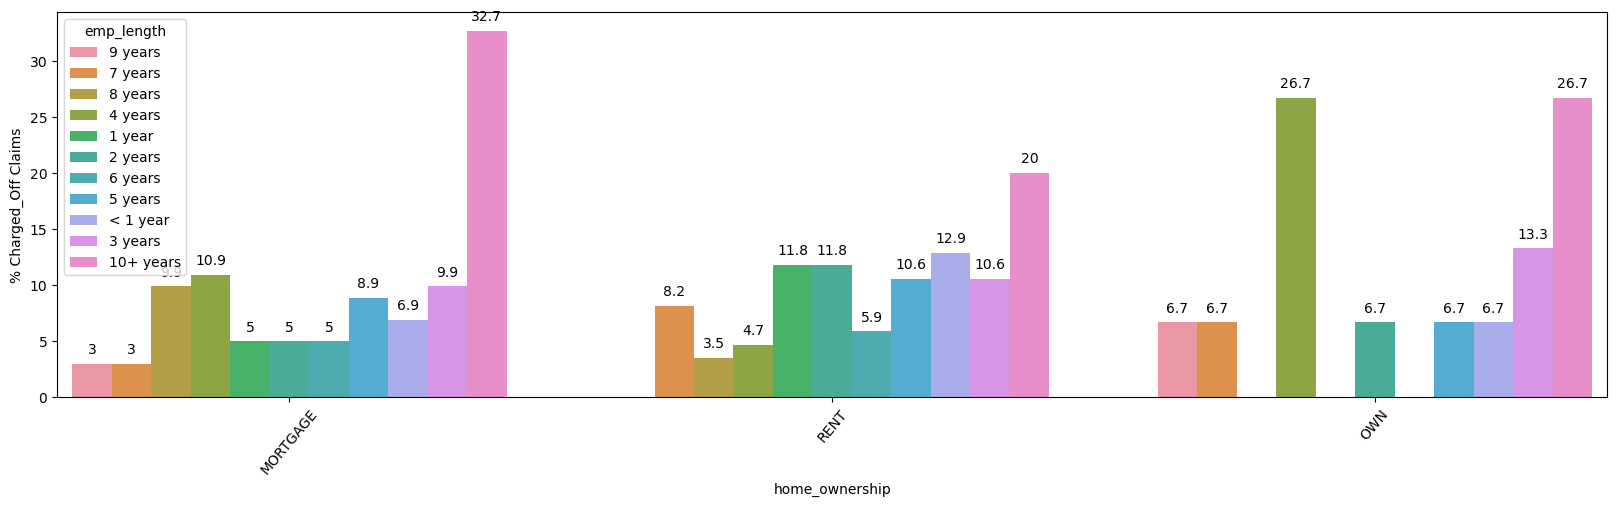 32.7
emp_length
9 years
7 years
8 years
4 years
1 year
2 years
6 years
5 years
< 1 year
3 years
10+ years
% Charged_Off Claims
30
25
20
15
10
5
0
3
3
9.9
10.9
5
5
5
8.9
6.9
9.9
8.2
3.5
4.7
11.8
11.8
5.9
10.6
12.9
10.6
20
6.7
6.7
26.7
6.7
6.7
6.7
13.3
26.7
MORTGAGE
RENT
OWN
home_ownership